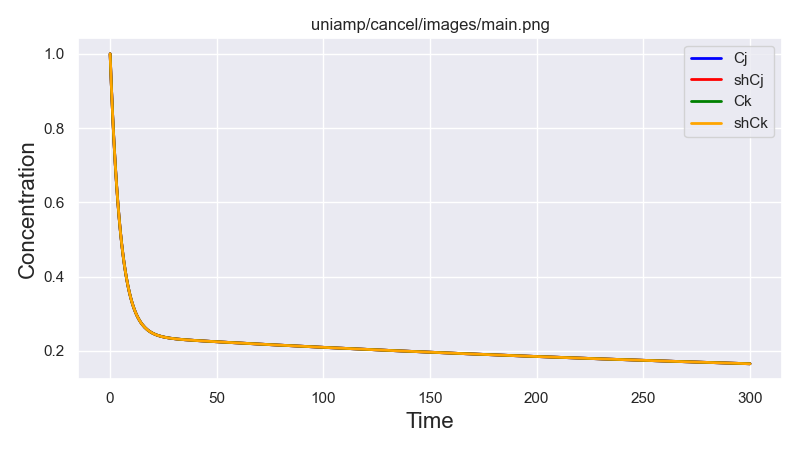 uniamp/cancel/images/main.png
Cj
shCj
Ck
shCk
Concentration
1.0
0.8
0.6
0.4
0.2
0
50
100
150
200
250
300
Time